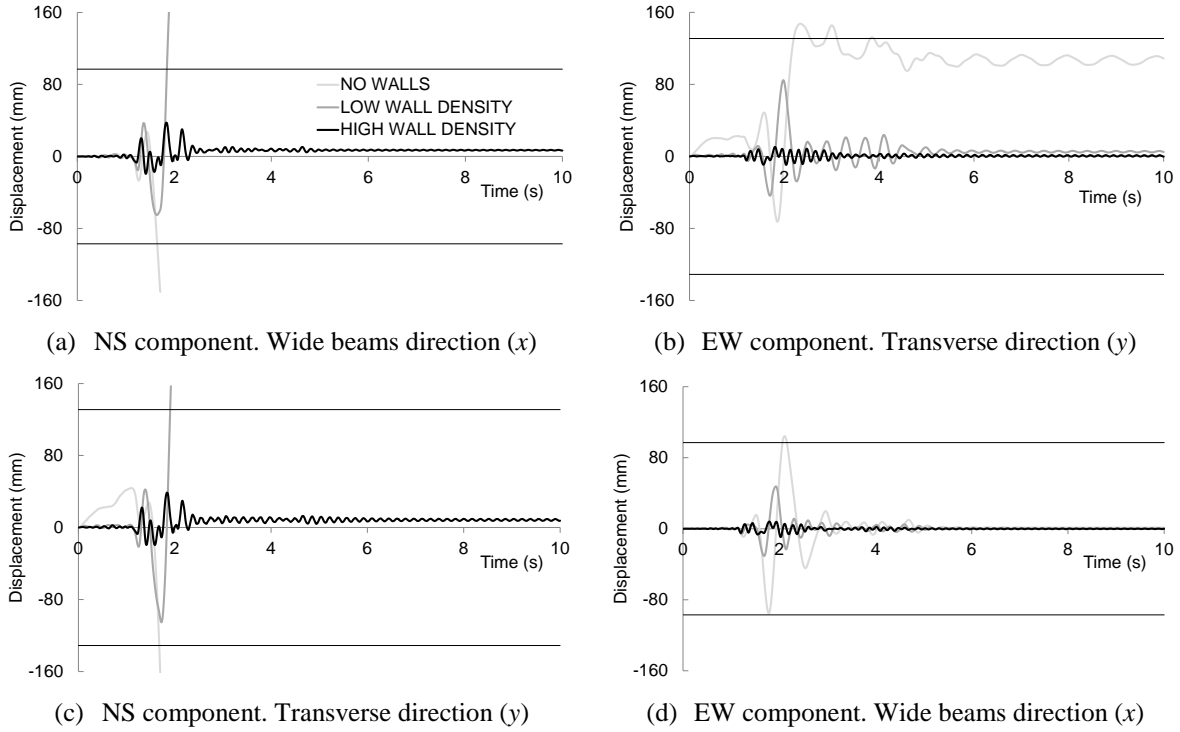 160
80
0
-80
-160
Displacement (mm)
0 2 4 6 8 10
Time (s)
NO WALLS
LOW WALL DENSITY
HIGH WALL DENSITY
(a) NS component. Wide beams direction (x)
160
80
0
-80
-160
Displacement (mm)
0 2 4 6 8 10
Time (s)
(b) EW component. Transverse direction (y)
160
80
0
-80
-160
Displacement (mm)
0 2 4 6 8 10
Time (s)
(c) NS component. Transverse direction (y)
160
80
0
-80
-160
Displacement (mm)
0 2 4 6 8 10
Time (s)
(d) EW component. Wide beams direction (x)